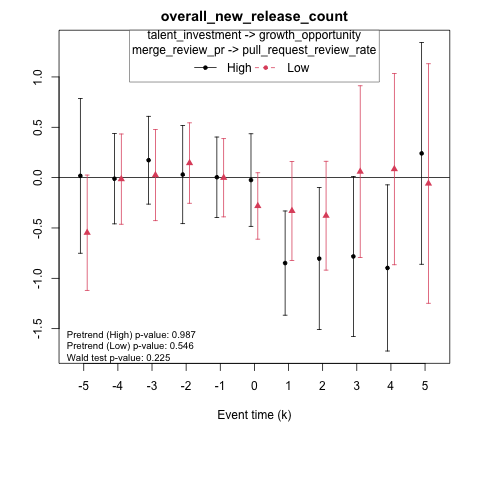 overall_new_release_count
talent_investment -> growth_opportunity
merge_review_pr -> pull_request_review_rate
High Low
1.0
0.5
0.0
-0.5
-1.0
-1.5
Pretrend (High) p-value: 0.987
Pretrend (Low) p-value: 0.546
Wald test p-value: 0.225
-5 -4 -3 -2 -1 0 1 2 3 4 5
Event time (k)